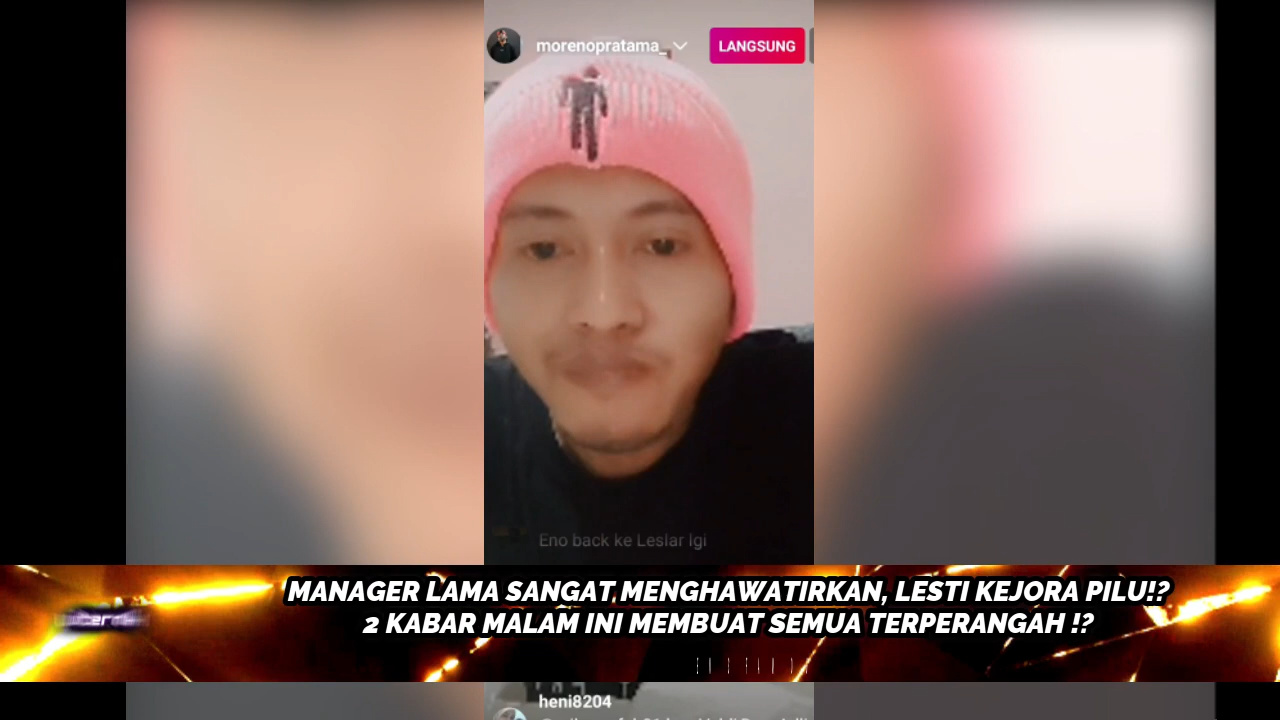 morenopratama_
LANGSUNG
Eno back ke Leslar lgi
MANAGER LAMA SANGAT MENGHAWATIRKAN, LESTI KEJORA PILU!?
2 KABAR MALAM INI MEMBUAT SEMUA TERPERANGAH !?
heni8204